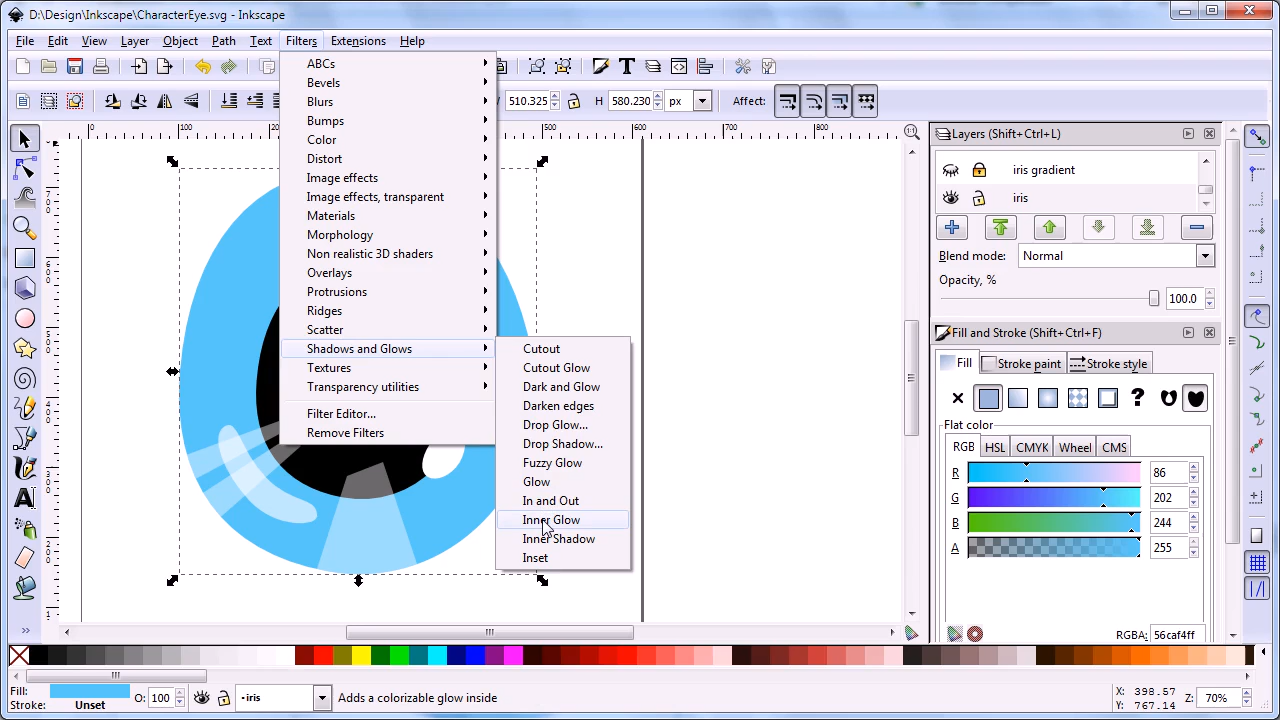 D:\Design\Inkscape\CharacterEye.svg - Inkscape
File Edit View Layer Object Path Text Filters Extensions Help
W 510.325 H 580.230 px Affect:
ABCs
Bevels
Blurs
Bumps
Color
Distort
Image effects
Image effects, transparent
Materials
Morphology
Non realistic 3D shaders
Overlays
Protrusions
Ridges
Scatter
Shadows and Glows
Textures
Transparency utilities
Filter Editor...
Remove Filters
Cutout
Cutout Glow
Dark and Glow
Darken edges
Drop Glow...
Drop Shadow...
Fuzzy Glow
Glow
In and Out
Inner Glow
Inner Shadow
Inset
0 100 500 600 700 800
Layers (Shift+Ctrl+L)
iris gradient
iris
Blend mode: Normal
Opacity, %
100.0
Fill and Stroke (Shift+Ctrl+F)
Fill Stroke paint Stroke style
?
Flat color
RGB HSL CMYK Wheel CMS
R 86
G 202
B 244
A 255
RGBA: 56caf4ff
Fill:
Stroke: Unset
O: 100
·iris
Adds a colorizable glow inside
X: 398.57
Y: 767.14
Z: 70%